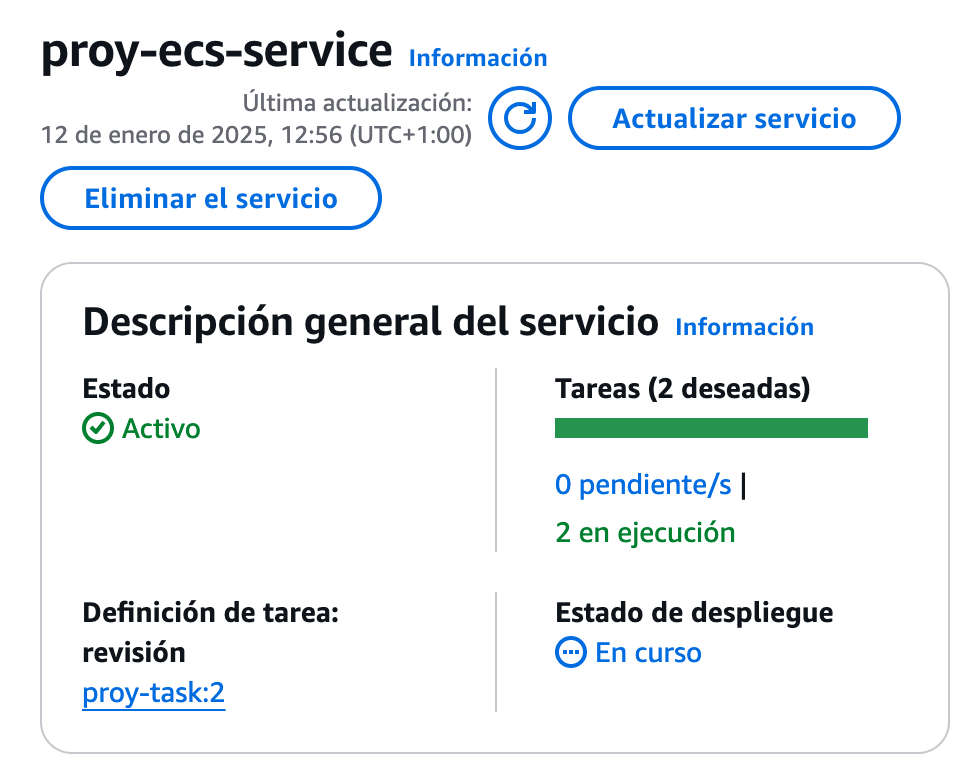 proy-ecs-service Información
Última actualización:
12 de enero de 2025, 12:56 (UTC+1:00)
Actualizar servicio
Eliminar el servicio
Descripción general del servicio Información
Estado
Activo
Tareas (2 deseadas)
0 pendiente/s |
2 en ejecución
Definición de tarea:
revisión
proy-task:2
Estado de despliegue
En curso